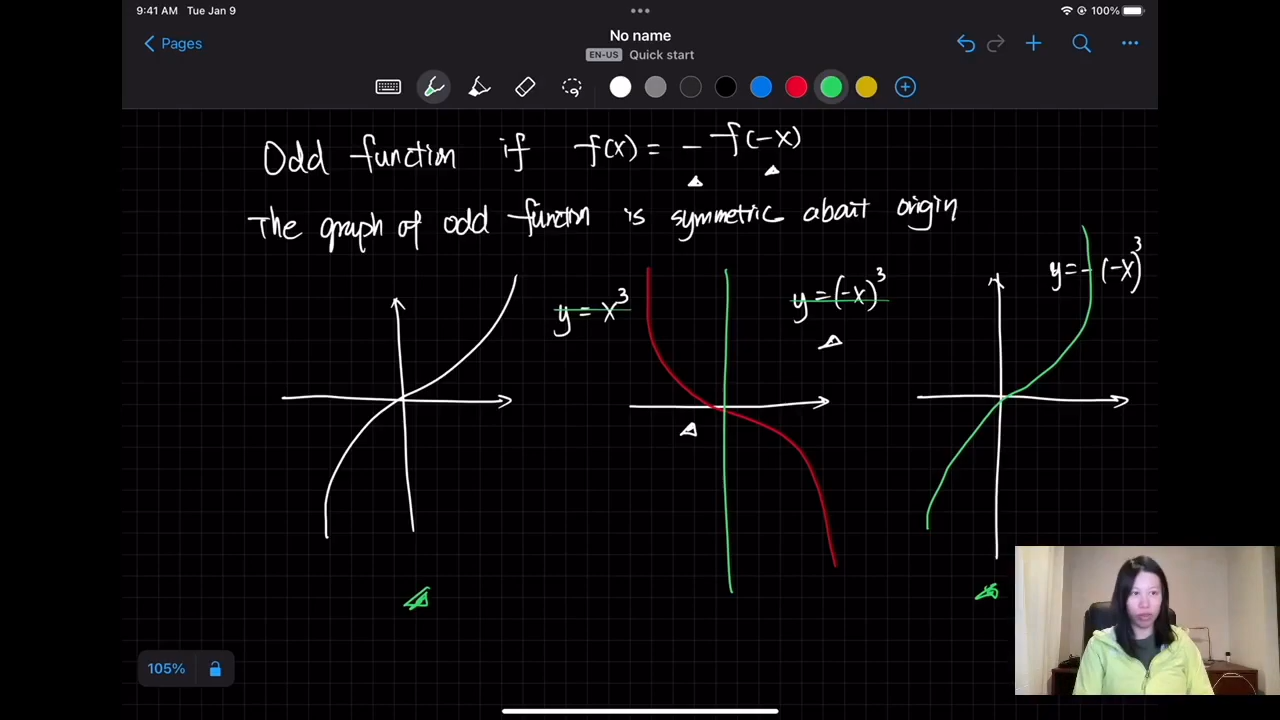 9:41 AM Tue Jan 9
100%
Pages
No name
EN-US Quick start
Odd function if f(x) = - f(-x)
The graph of odd function is symmetric about origin
y = x³
y = (-x)³
y = - (-x)³
105%